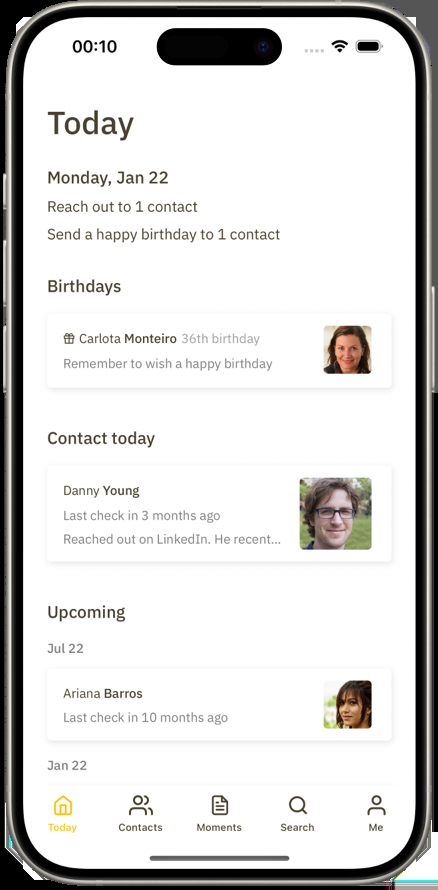 00:10
Today
Monday, Jan 22
Reach out to 1 contact
Send a happy birthday to 1 contact
Birthdays
Carlota Monteiro 36th birthday
Remember to wish a happy birthday
Contact today
Danny Young
Last check in 3 months ago
Reached out on LinkedIn. He recent...
Upcoming
Jul 22
Ariana Barros
Last check in 10 months ago
Jan 22
Today Contacts Moments Search Me